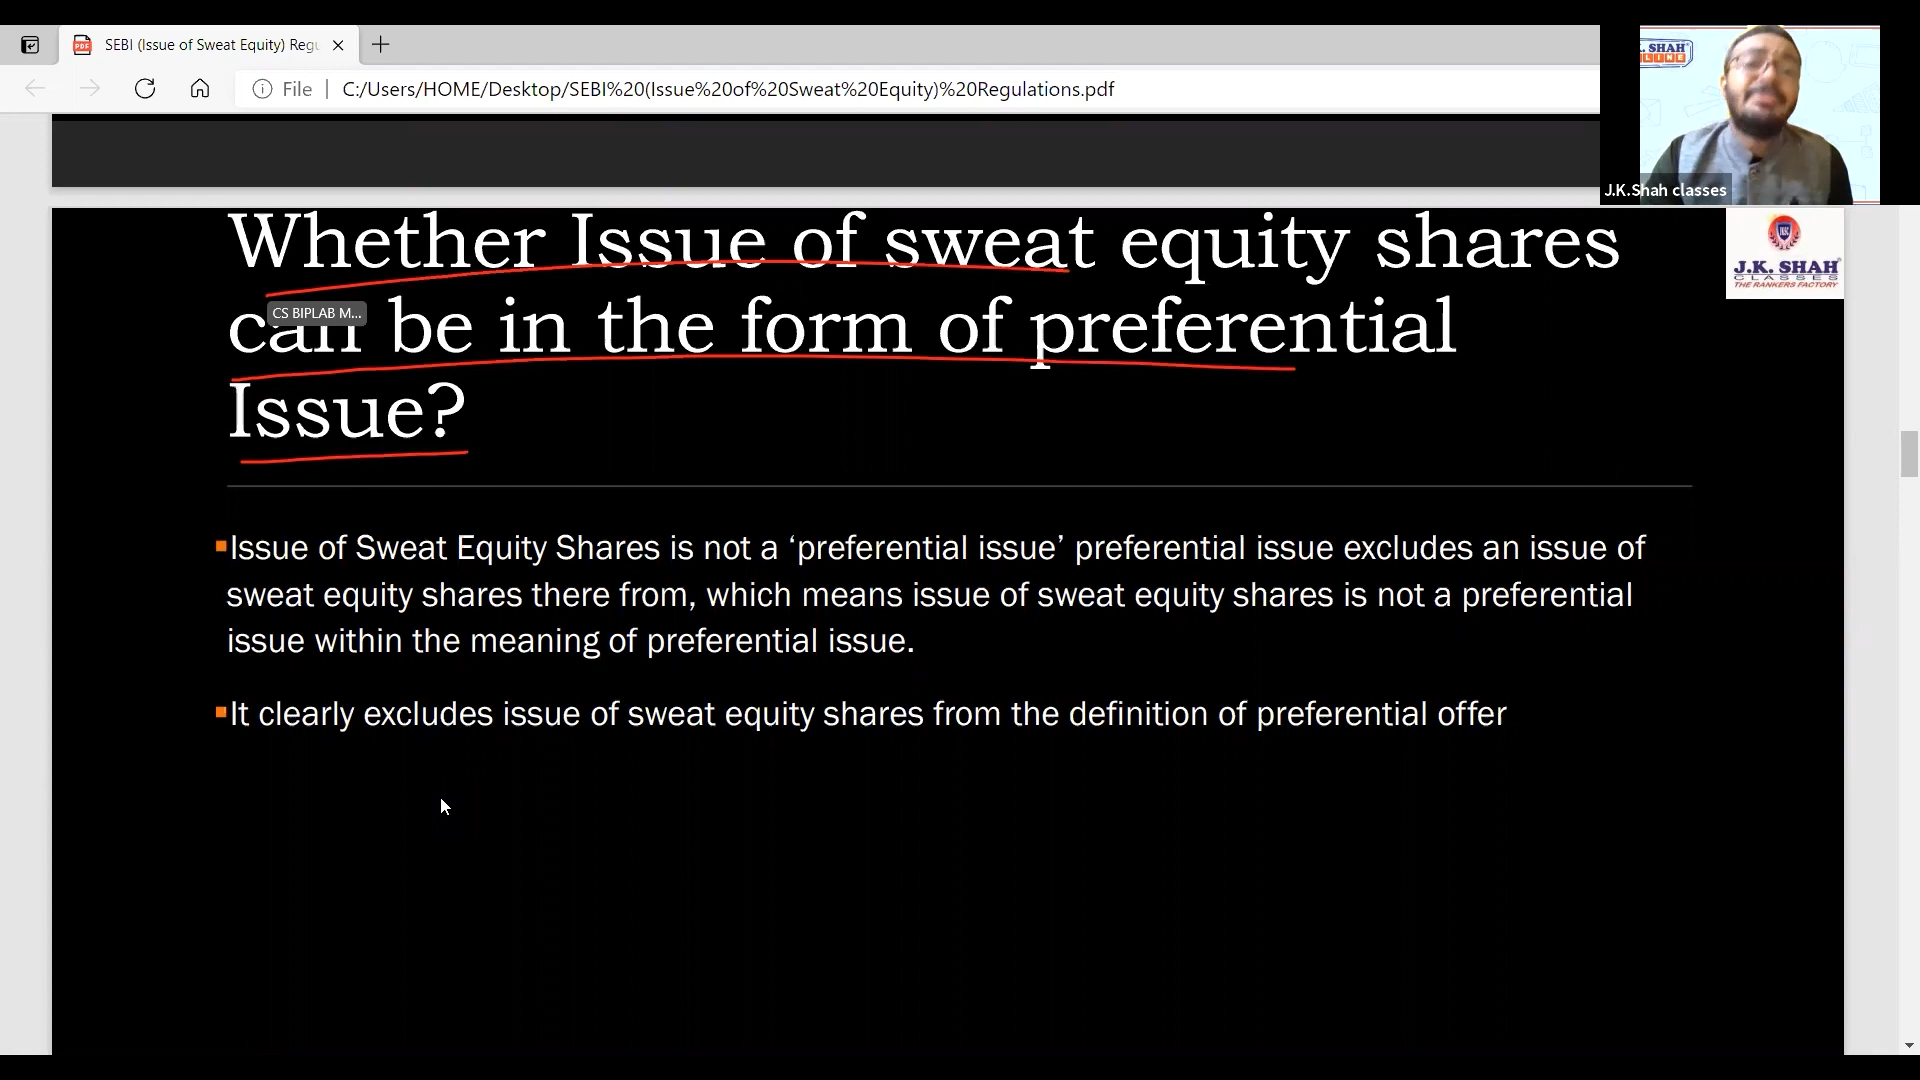 SEBI (Issue of Sweat Equity) Regu
File
C:/Users/HOME/Desktop/SEBI%20(Issue%20of%20Sweat%20Equity)%20Regulations.pdf
K. SHAH
J.K.Shah classes
Whether Issue of sweat equity shares
can be in the form of preferential
Issue?
CS BIPLAB M...
J.K. SHAH
CLASSES
THE RANKERS FACTORY
Issue of Sweat Equity Shares is not a ‘preferential issue’ preferential issue excludes an issue of
sweat equity shares there from, which means issue of sweat equity shares is not a preferential
issue within the meaning of preferential issue.
It clearly excludes issue of sweat equity shares from the definition of preferential offer